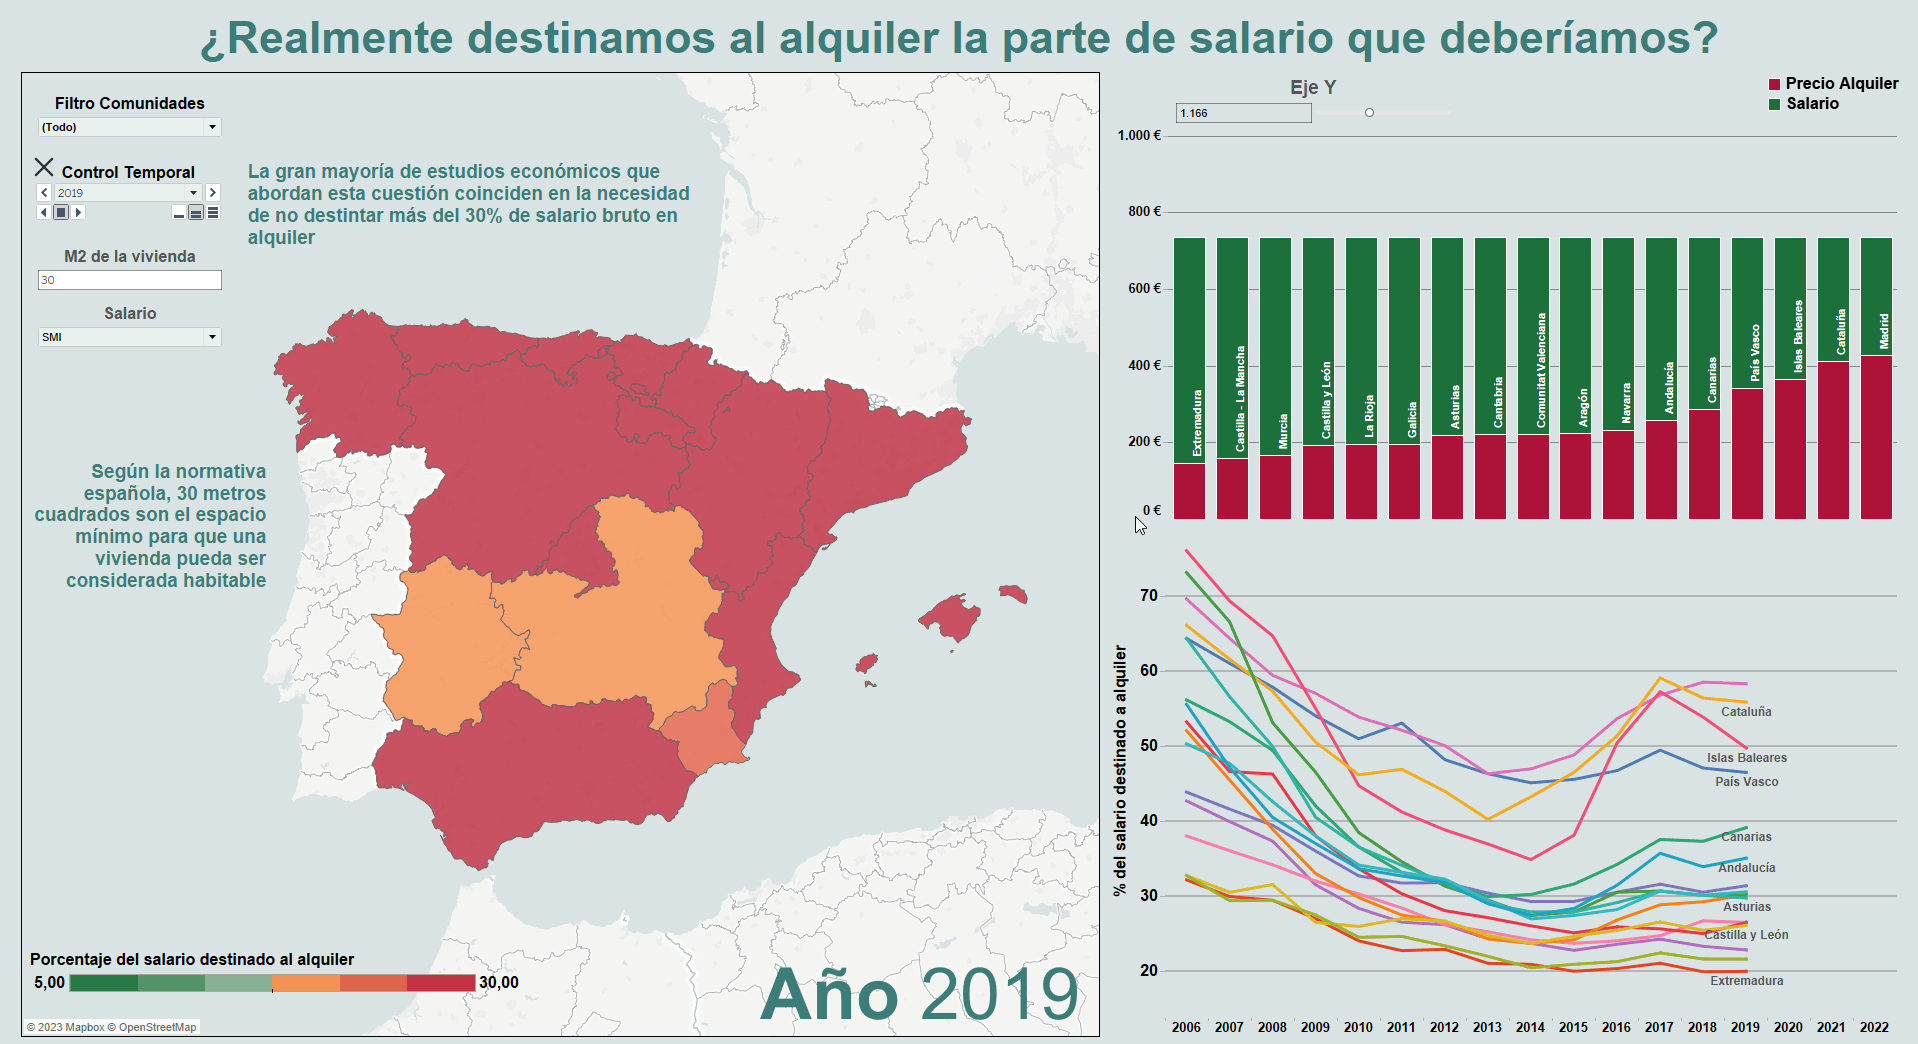 ¿Realmente destinamos al alquiler la parte de salario que deberíamos?
Filtro Comunidades
(Todo)
Control Temporal
2019
M2 de la vivienda
30
Salario
SMI
La gran mayoría de estudios económicos que
abordan esta cuestión coinciden en la necesidad
de no destintar más del 30% de salario bruto en
alquiler
Según la normativa
española, 30 metros
cuadrados son el espacio
mínimo para que una
vivienda pueda ser
considerada habitable
Porcentaje del salario destinado al alquiler
5,00
30,00
Año 2019
© 2023 Mapbox © OpenStreetMap
Eje Y
1.166
Precio Alquiler
Salario
1.000 €
800 €
600 €
400 €
200 €
0 €
Extremadura
Castilla - La Mancha
Murcia
Castilla y León
La Rioja
Galicia
Asturias
Cantabria
Comunitat Valenciana
Aragón
Navarra
Andalucía
Canarias
País Vasco
Islas Baleares
Cataluña
Madrid
% del salario destinado a alquiler
70
60
50
40
30
20
Cataluña
Islas Baleares
País Vasco
Canarias
Andalucía
Asturias
Castilla y León
Extremadura
2006 2007 2008 2009 2010 2011 2012 2013 2014 2015 2016 2017 2018 2019 2020 2021 2022